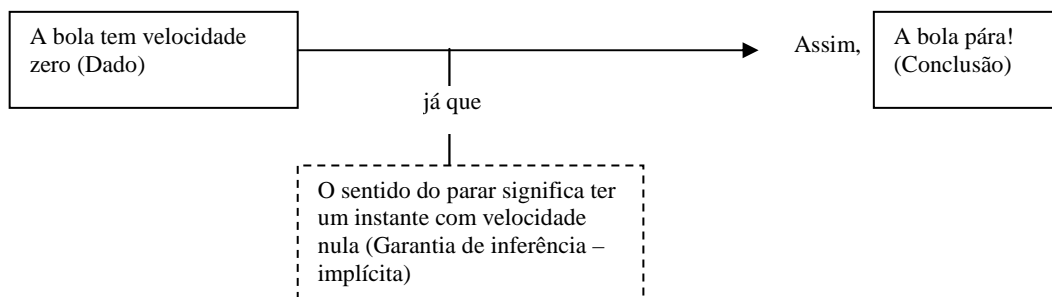 A bola tem velocidade
zero (Dado)
Assim,
A bola pára!
(Conclusão)
já que
O sentido do parar significa ter
um instante com velocidade
nula (Garantia de inferência –
implícita)